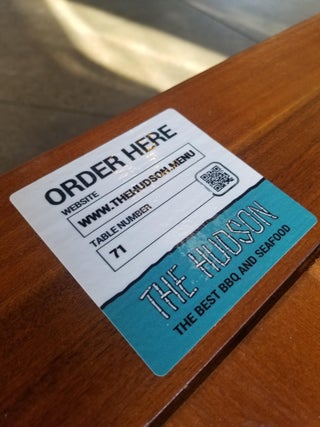 ORDER HERE
WEBSITE
WWW.THEHUDSON.MENU
TABLE NUMBER
71
THE HUDSON
THE BEST BBQ AND SEAFOOD